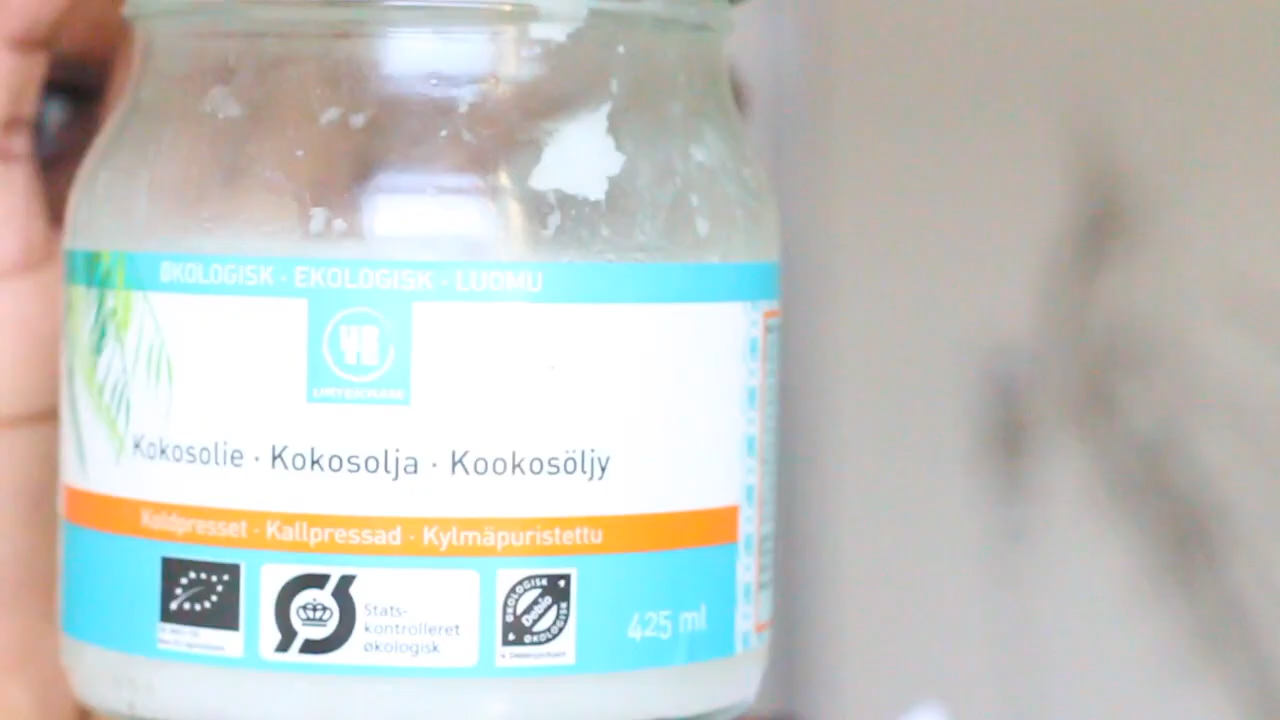 ØKOLOGISK · EKOLOGISK · LUOMU
URTEKRAM
Kokosolie · Kokosolja · Kookosöljy
Koldpresset · Kallpressad · Kylmäpuristettu
Stats-
kontrolleret
økologisk
ØKOLOGISK
Debio
ØKOLOGISK
425 ml